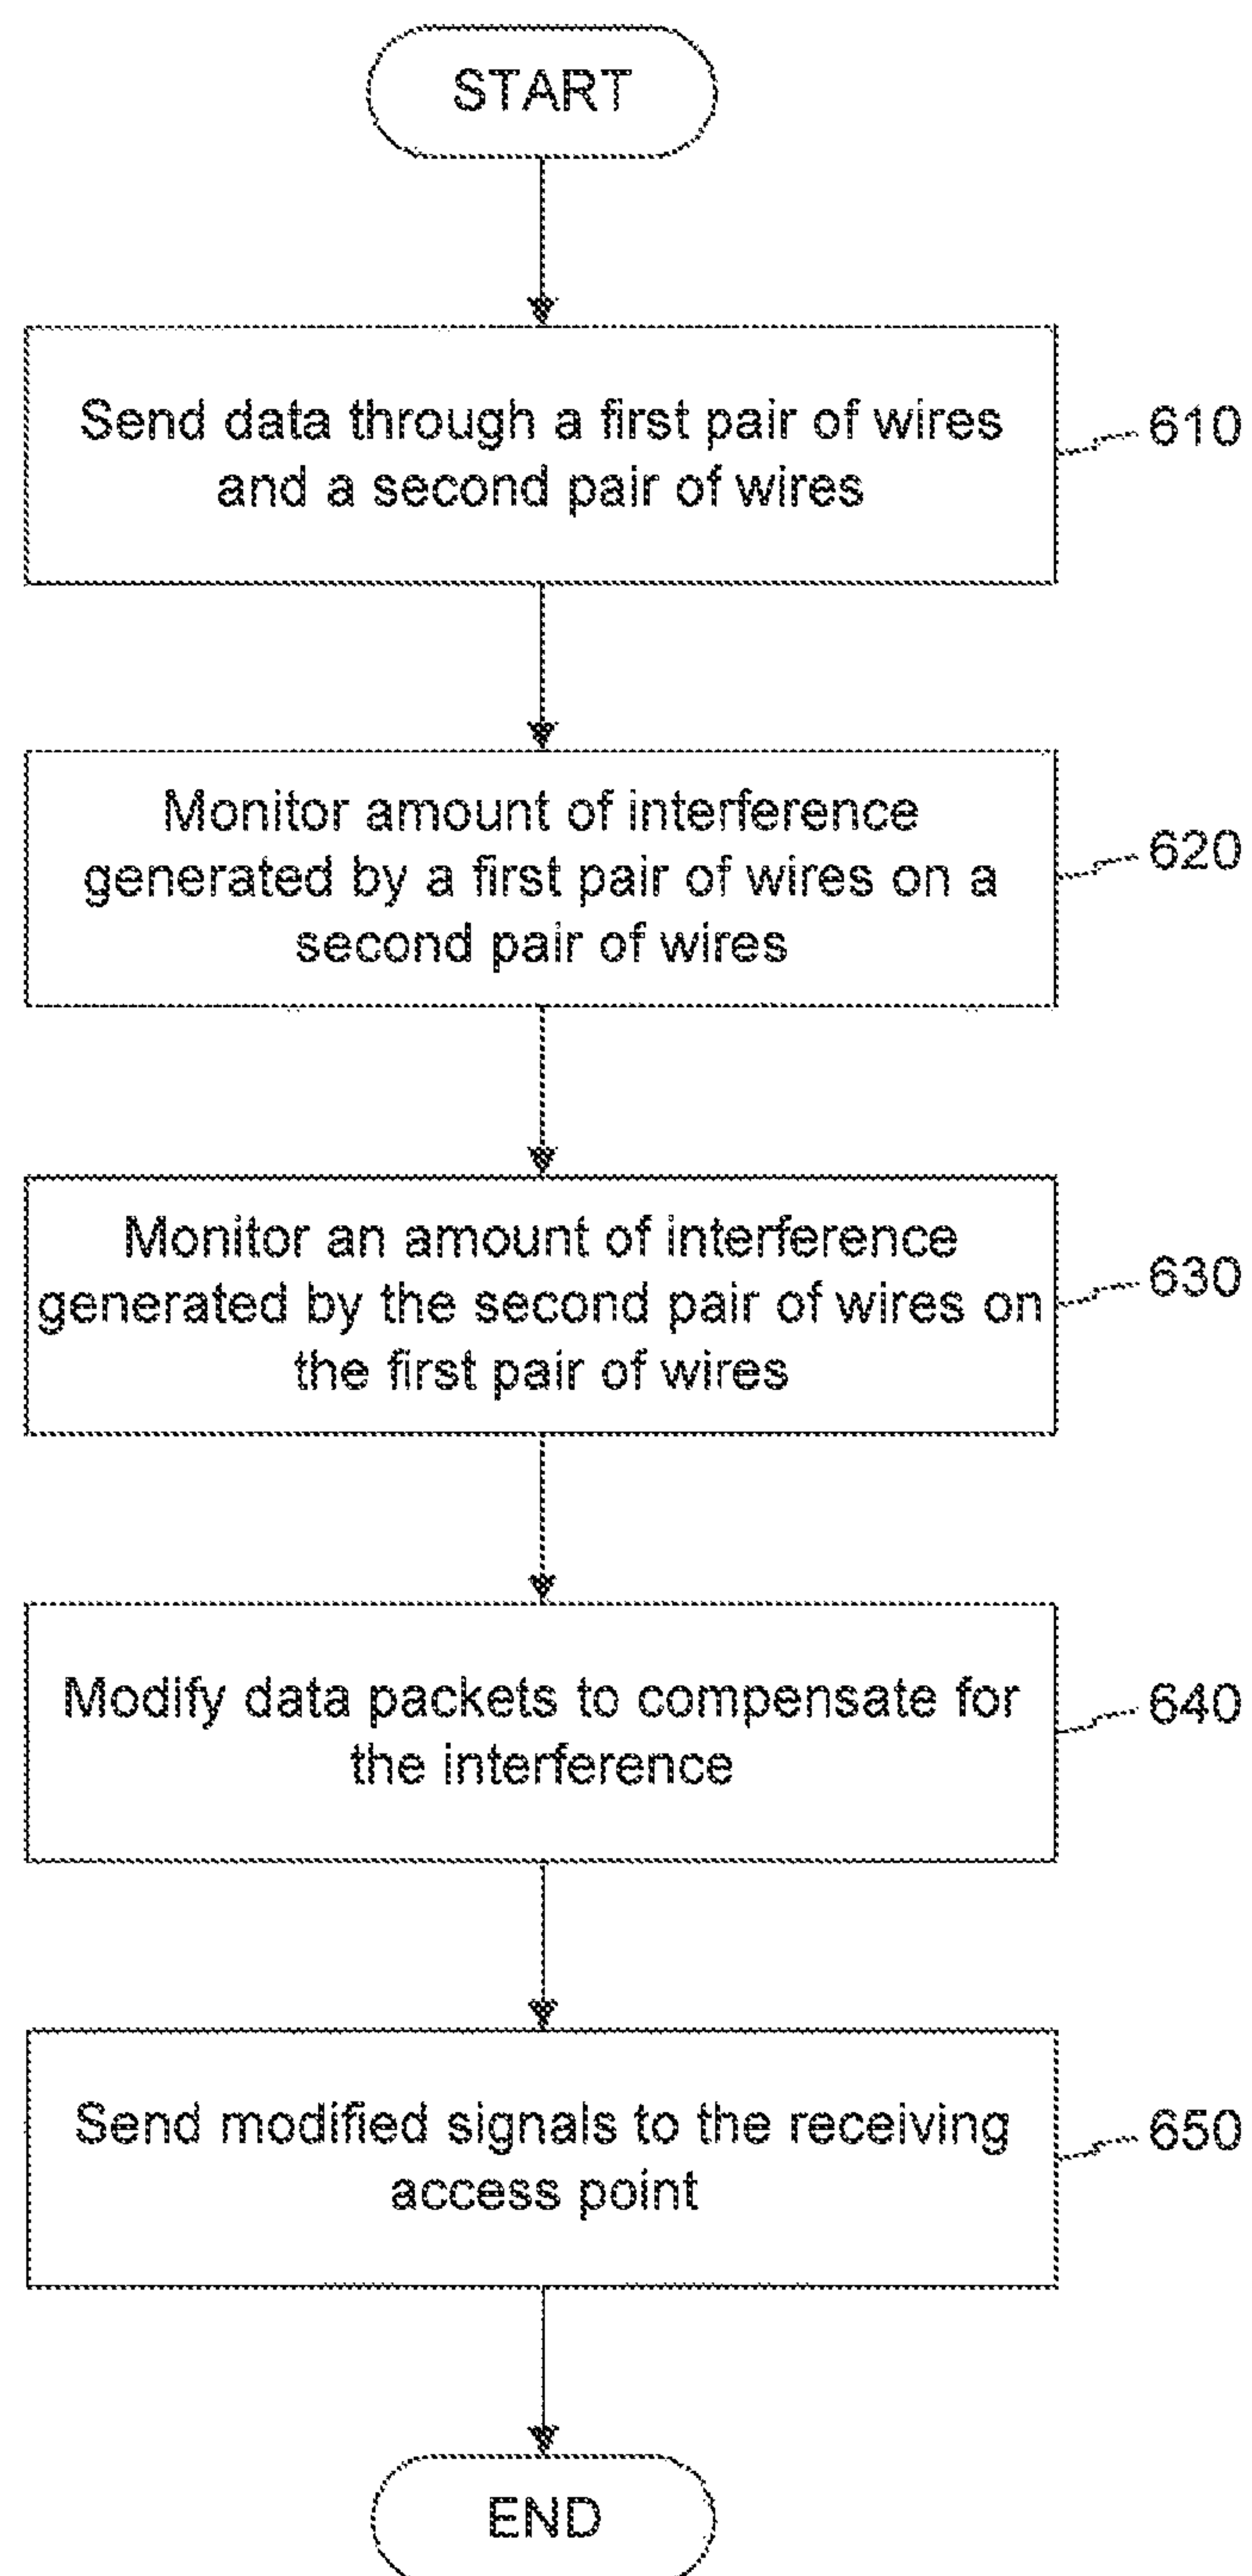 START
Send data through a first pair of wires
and a second pair of wires
610
Monitor amount of interference
generated by a first pair of wires on a
second pair of wires
620
Monitor an amount of interference
generated by the second pair of wires on
the first pair of wires
630
Modify data packets to compensate for
the interference
640
Send modified signals to the receiving
access point
650
END